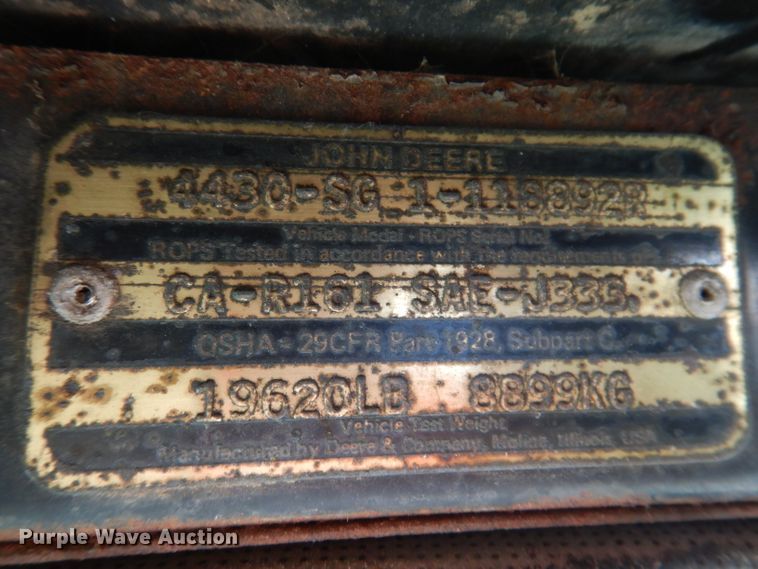 JOHN DEERE
4430-SG 1-118892R
Vehicle Model - ROPS Serial No.
ROPS Tested in accordance with the requirements of
CA-R161 SAE-J333.
OSHA - 29CFR Part 1928, Subpart C.
19620LB 8899KG
Vehicle Test Weight
Manufactured by Deere & Company, Moline, Illinois, USA
Purple Wave Auction